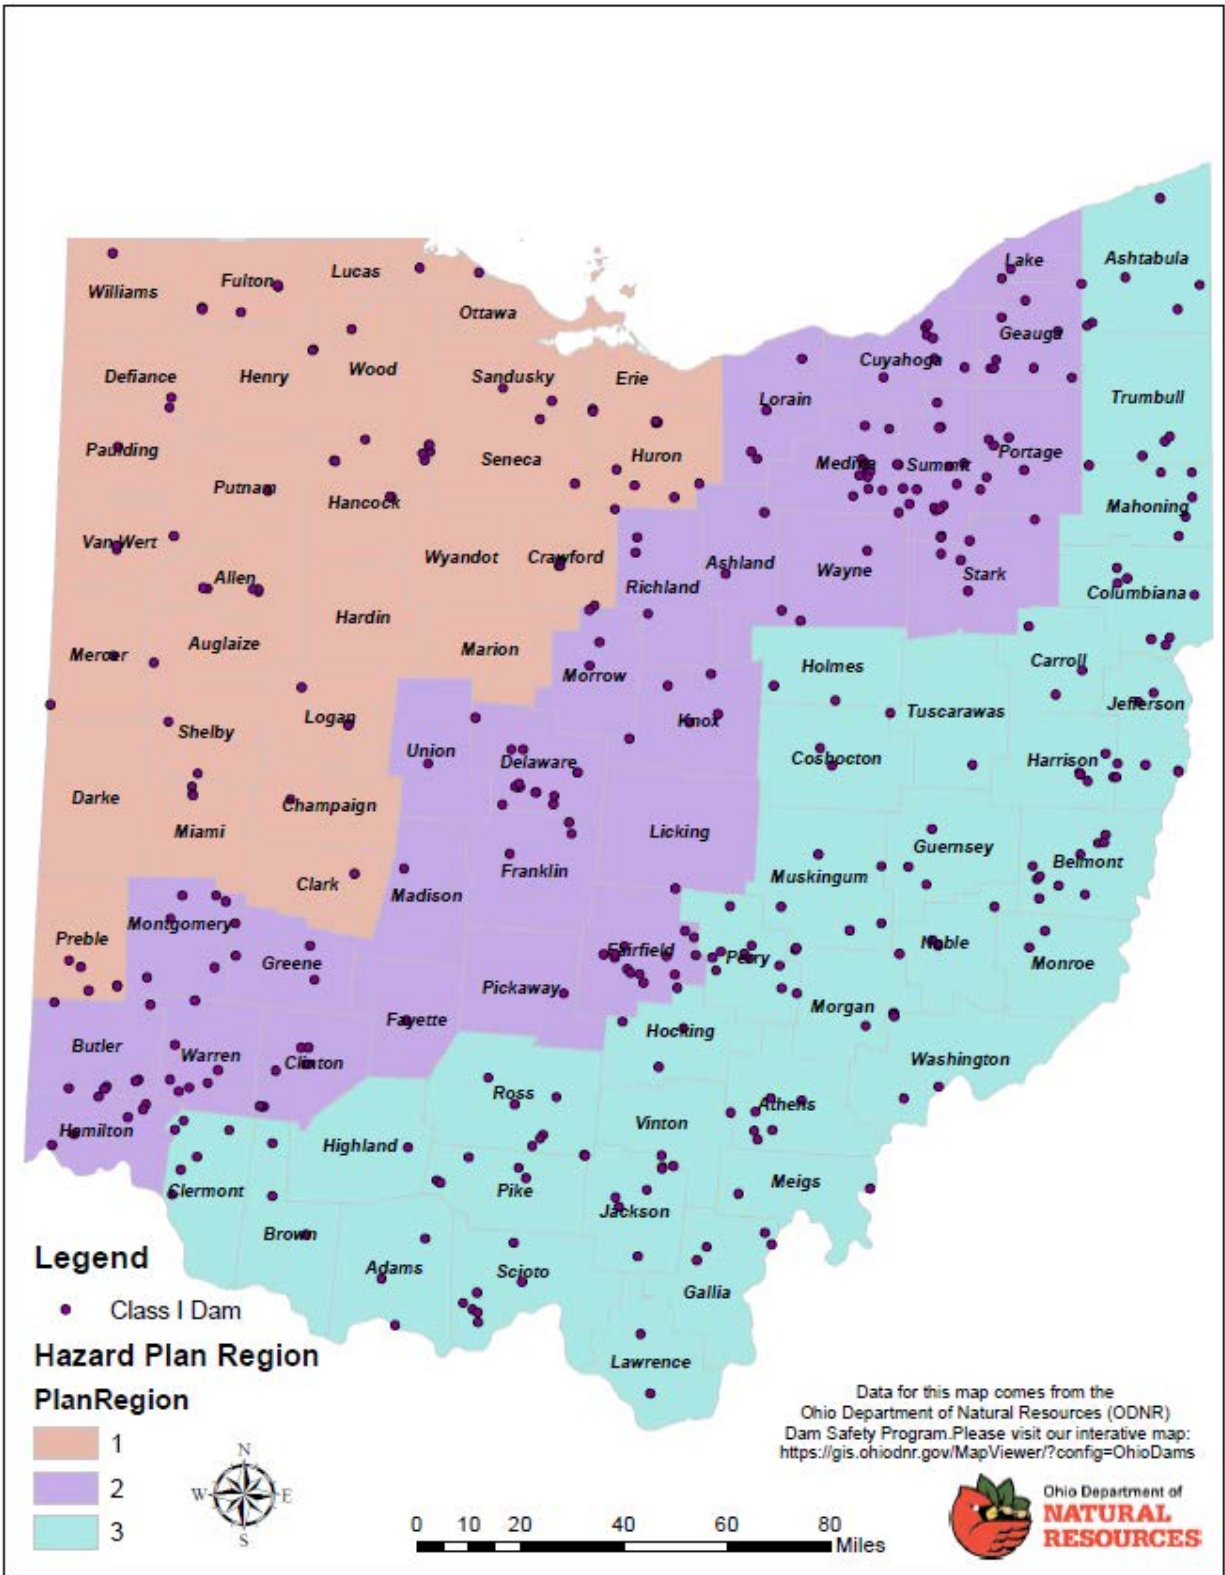 Lake
Ashtabula
Lucas
Fulton
Williams
Ottawa
Geauga
Cuyahoga
Wood
Defiance
Henry
Sandusky
Erie
Lorain
Trumbull
Paulding
Seneca
Huron
Medina
Summit
Portage
Putnam
Hancock
Mahoning
Van Wert
Wyandot
Crawford
Ashland
Wayne
Stark
Allen
Richland
Columbiana
Hardin
Auglaize
Mercer
Marion
Holmes
Carroll
Morrow
Jefferson
Logan
Knox
Tuscarawas
Shelby
Union
Delaware
Coshocton
Harrison
Darke
Champaign
Miami
Licking
Guernsey
Belmont
Clark
Franklin
Muskingum
Madison
Montgomery
Preble
Fairfield
Noble
Greene
Perry
Monroe
Pickaway
Morgan
Fayette
Hocking
Butler
Warren
Clinton
Washington
Ross
Athens
Hamilton
Highland
Vinton
Clermont
Pike
Meigs
Jackson
Brown
Adams
Scioto
Gallia
Lawrence
Legend
Class I Dam
Hazard Plan Region
PlanRegion
1
2
3
N
W
E
S
0 10 20 40 60 80
Miles
Data for this map comes from the
Ohio Department of Natural Resources (ODNR)
Dam Safety Program.Please visit our interative map:
https://gis.ohiodnr.gov/MapViewer/?config=OhioDams
Ohio Department of
NATURAL
RESOURCES